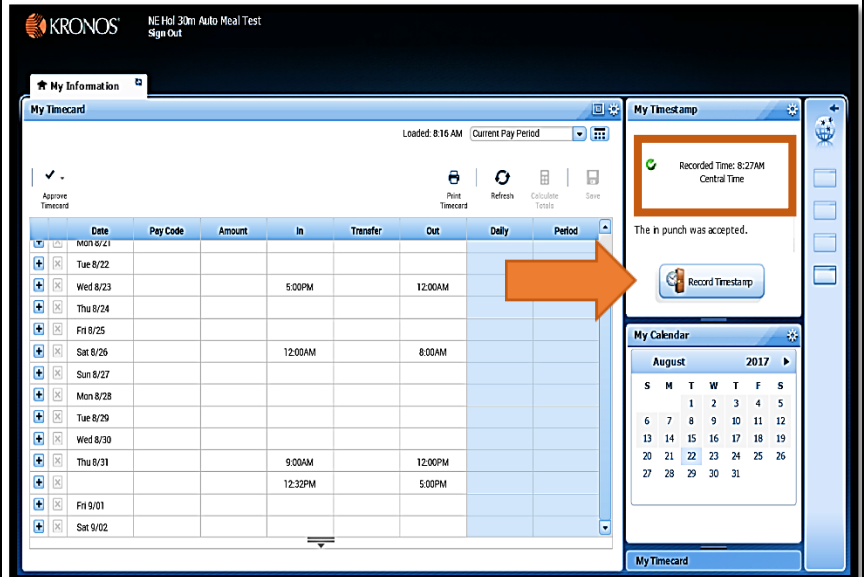 KRONOS®
NE Hol 30m Auto Meal Test
Sign Out
My Information
My Timecard
Loaded: 8:16 AM Current Pay Period
Approve Timecard
Print Timecard
Refresh
Calculate Totals
Save
Date Pay Code Amount In Transfer Out Daily Period
Mon 8/21
Tue 8/22
Wed 8/23 5:00PM 12:00AM
Thu 8/24
Fri 8/25
Sat 8/26 12:00AM 8:00AM
Sun 8/27
Mon 8/28
Tue 8/29
Wed 8/30
Thu 8/31 9:00AM 12:00PM
12:32PM 5:00PM
Fri 9/01
Sat 9/02
My Timestamp
Recorded Time: 8:27AM
Central Time
The in punch was accepted.
Record Timestamp
My Calendar
August 2017
S M T W T F S
1 2 3 4 5
6 7 8 9 10 11 12
13 14 15 16 17 18 19
20 21 22 23 24 25 26
27 28 29 30 31
My Timecard